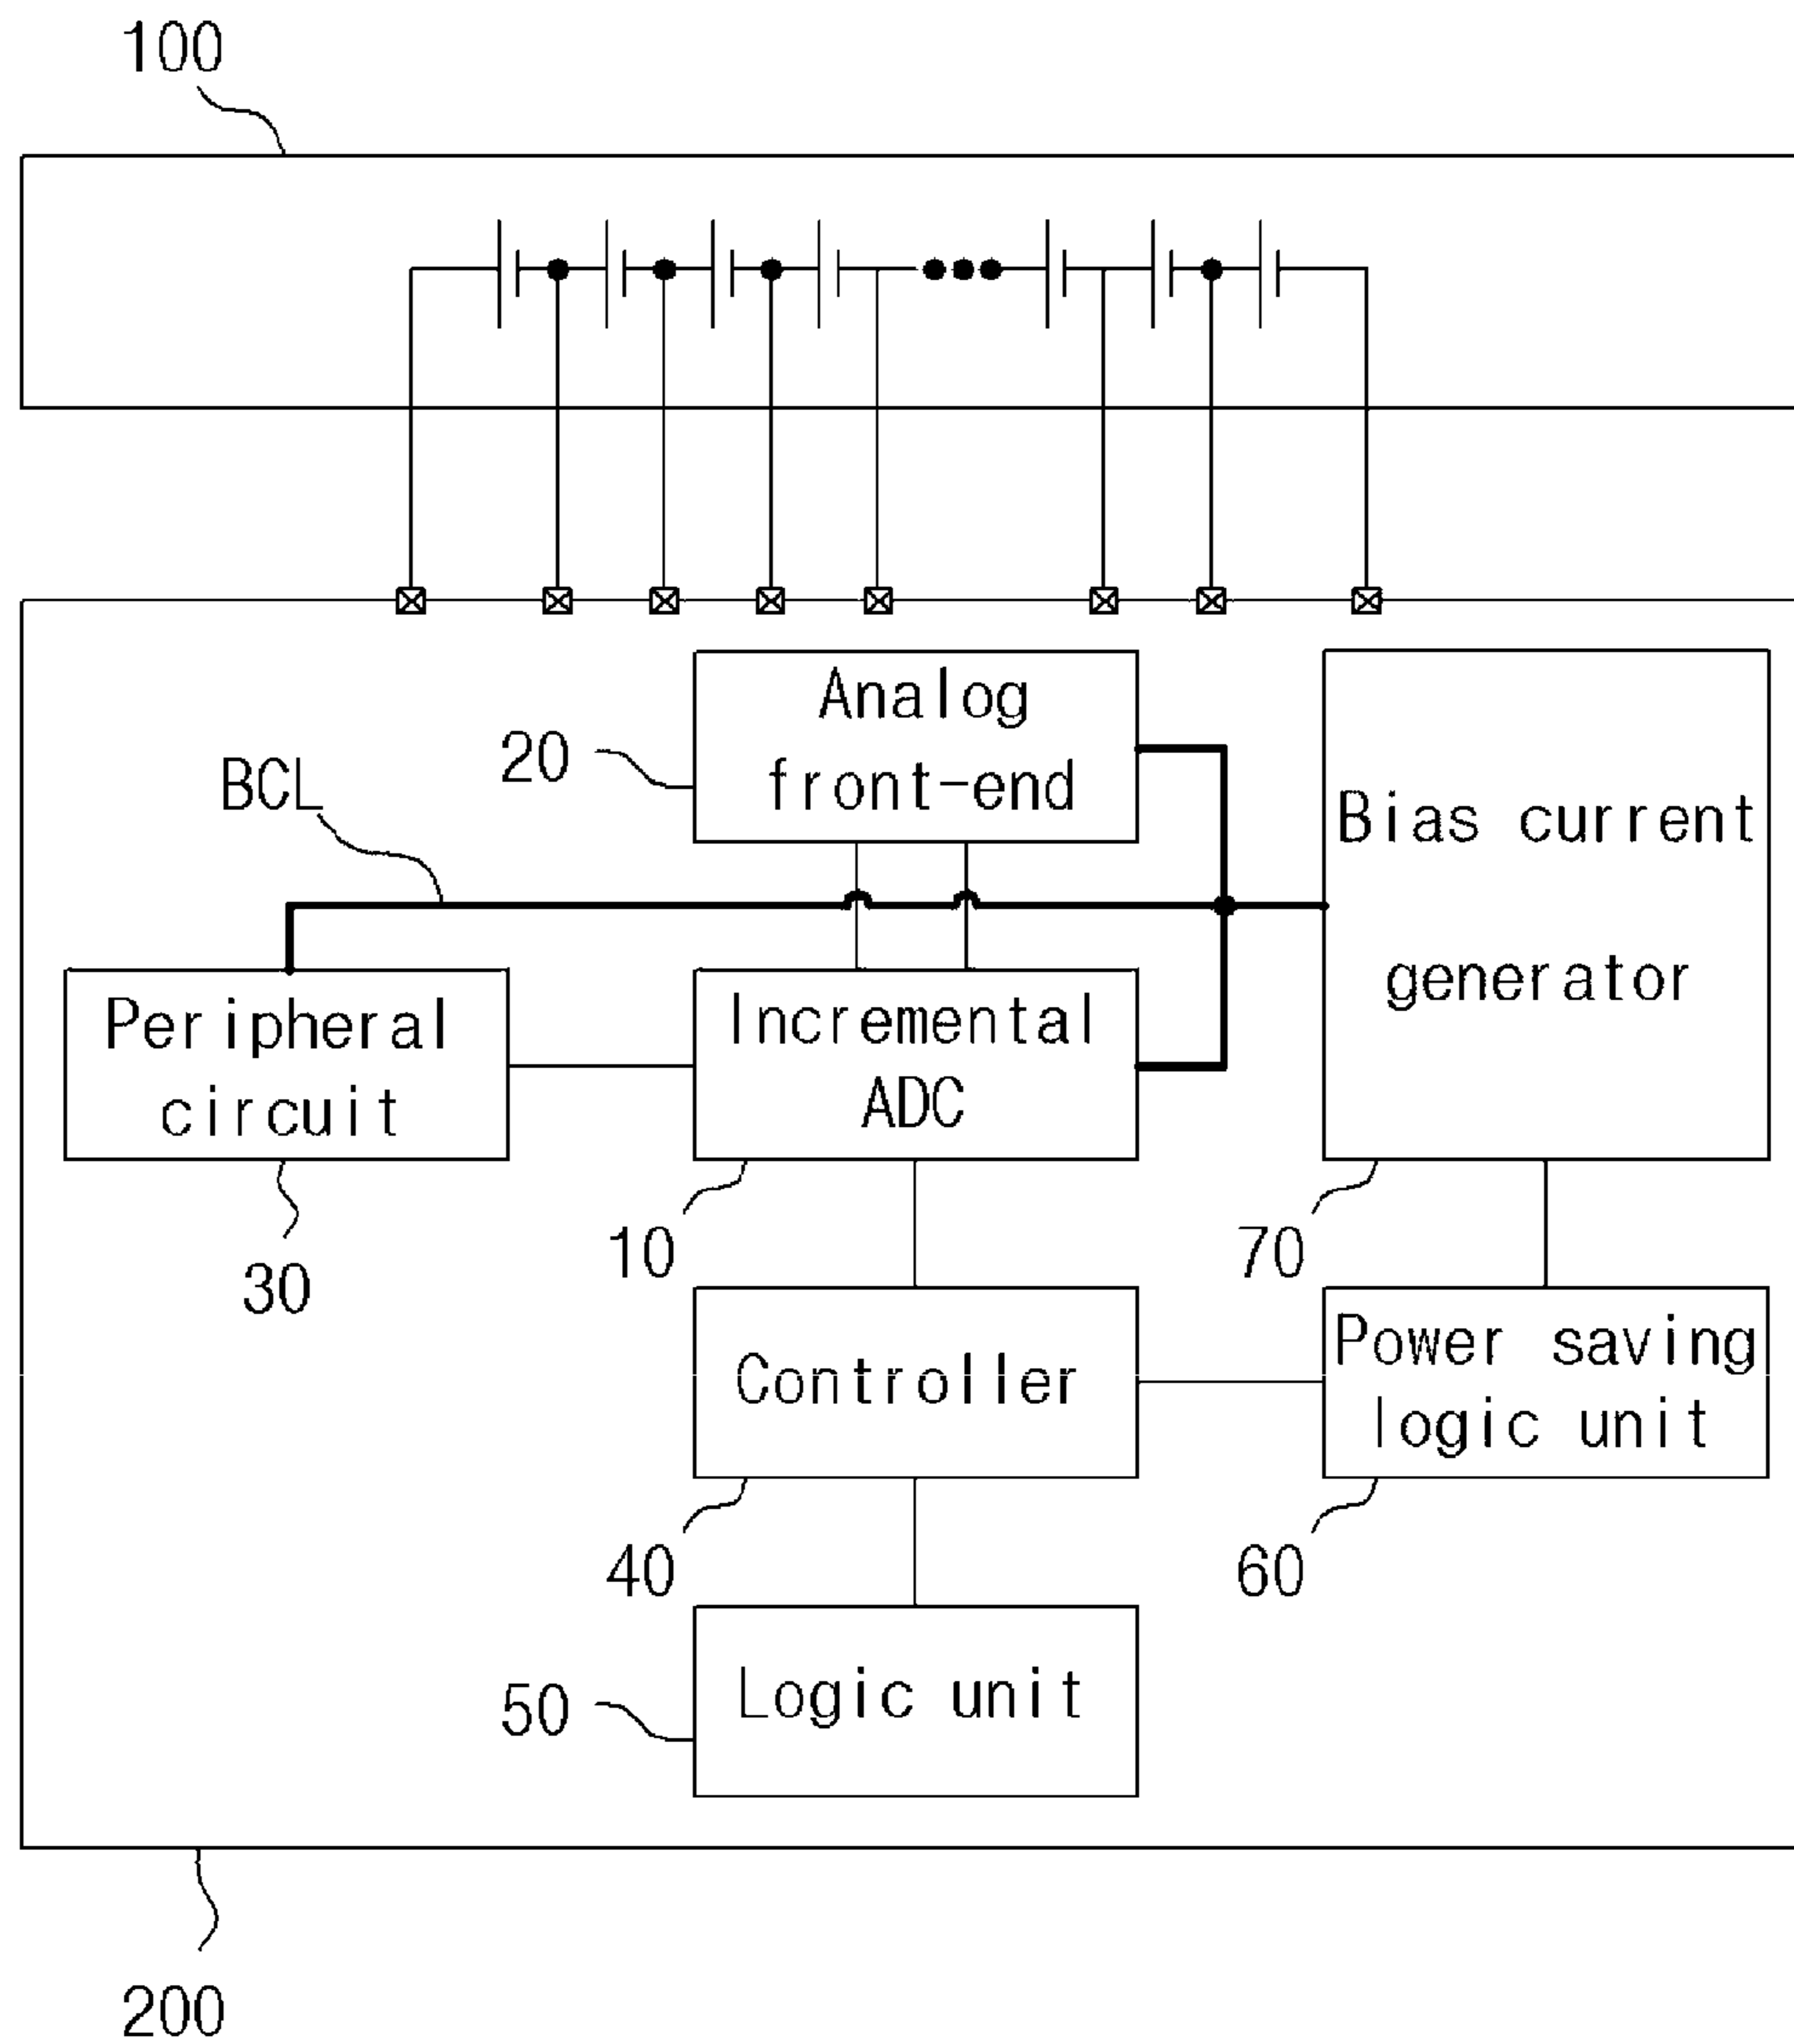 100
Analog
front-end
20
BCL
Bias current
generator
Peripheral
circuit
Incremental
ADC
30
10
70
Controller
Power saving
logic unit
40
60
Logic unit
50
200